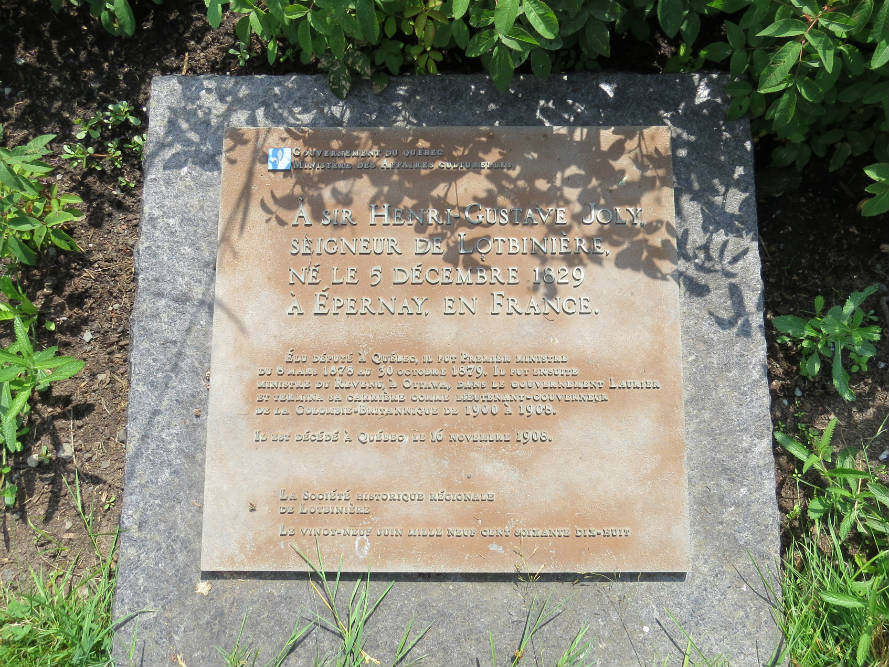 Gouvernement du Québec
Ministère des Affaires culturelles
À sir Henri-Gustave Joly,
seigneur de Lotbinière,
né le 5 décembre 1829
à Épernay, en France.
Élu député à Québec, il fut Premier ministre
du 8 mars 1878 au 30 octobre 1879. Il fut ensuite
ministre du Revenu, à Ottawa, dans le gouvernement Laurier
et termina sa carrière comme lieutenant-gouverneur
de la Colombie-Britannique de 1900 à 1906.
Il est décédé à Québec, le 16 novembre 1908.
La Société historique régionale
de Lotbinière
Le vingt-neuf juin mille neuf cent soixante dix-huit